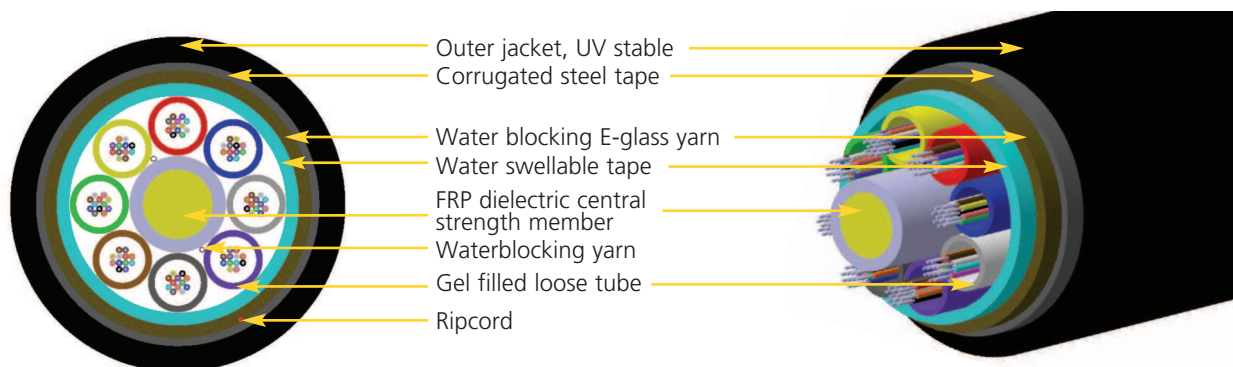 Outer jacket, UV stable
Corrugated steel tape
Water blocking E-glass yarn
Water swellable tape
FRP dielectric central
strength member
Waterblocking yarn
Gel filled loose tube
Ripcord